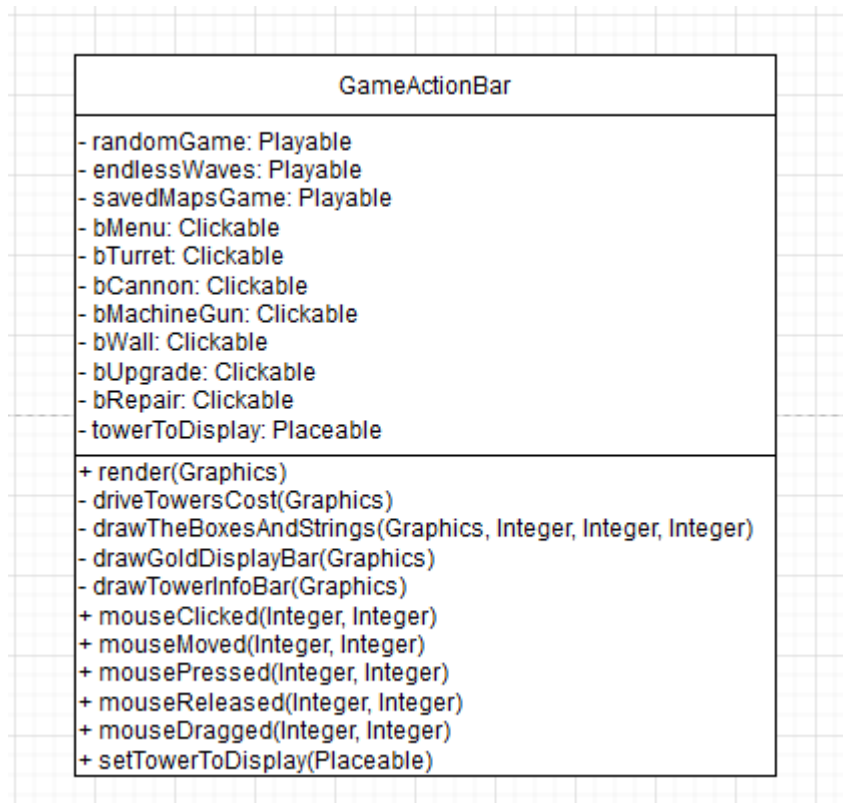 GameActionBar
- randomGame: Playable
- endlessWaves: Playable
- savedMapsGame: Playable
- bMenu: Clickable
- bTurret: Clickable
- bCannon: Clickable
- bMachineGun: Clickable
- bWall: Clickable
- bUpgrade: Clickable
- bRepair: Clickable
- towerToDisplay: Placeable
+ render(Graphics)
- driveTowersCost(Graphics)
- drawTheBoxesAndStrings(Graphics, Integer, Integer, Integer)
- drawGoldDisplayBar(Graphics)
- drawTowerInfoBar(Graphics)
+ mouseClicked(Integer, Integer)
+ mouseMoved(Integer, Integer)
+ mousePressed(Integer, Integer)
+ mouseReleased(Integer, Integer)
+ mouseDragged(Integer, Integer)
+ setTowerToDisplay(Placeable)